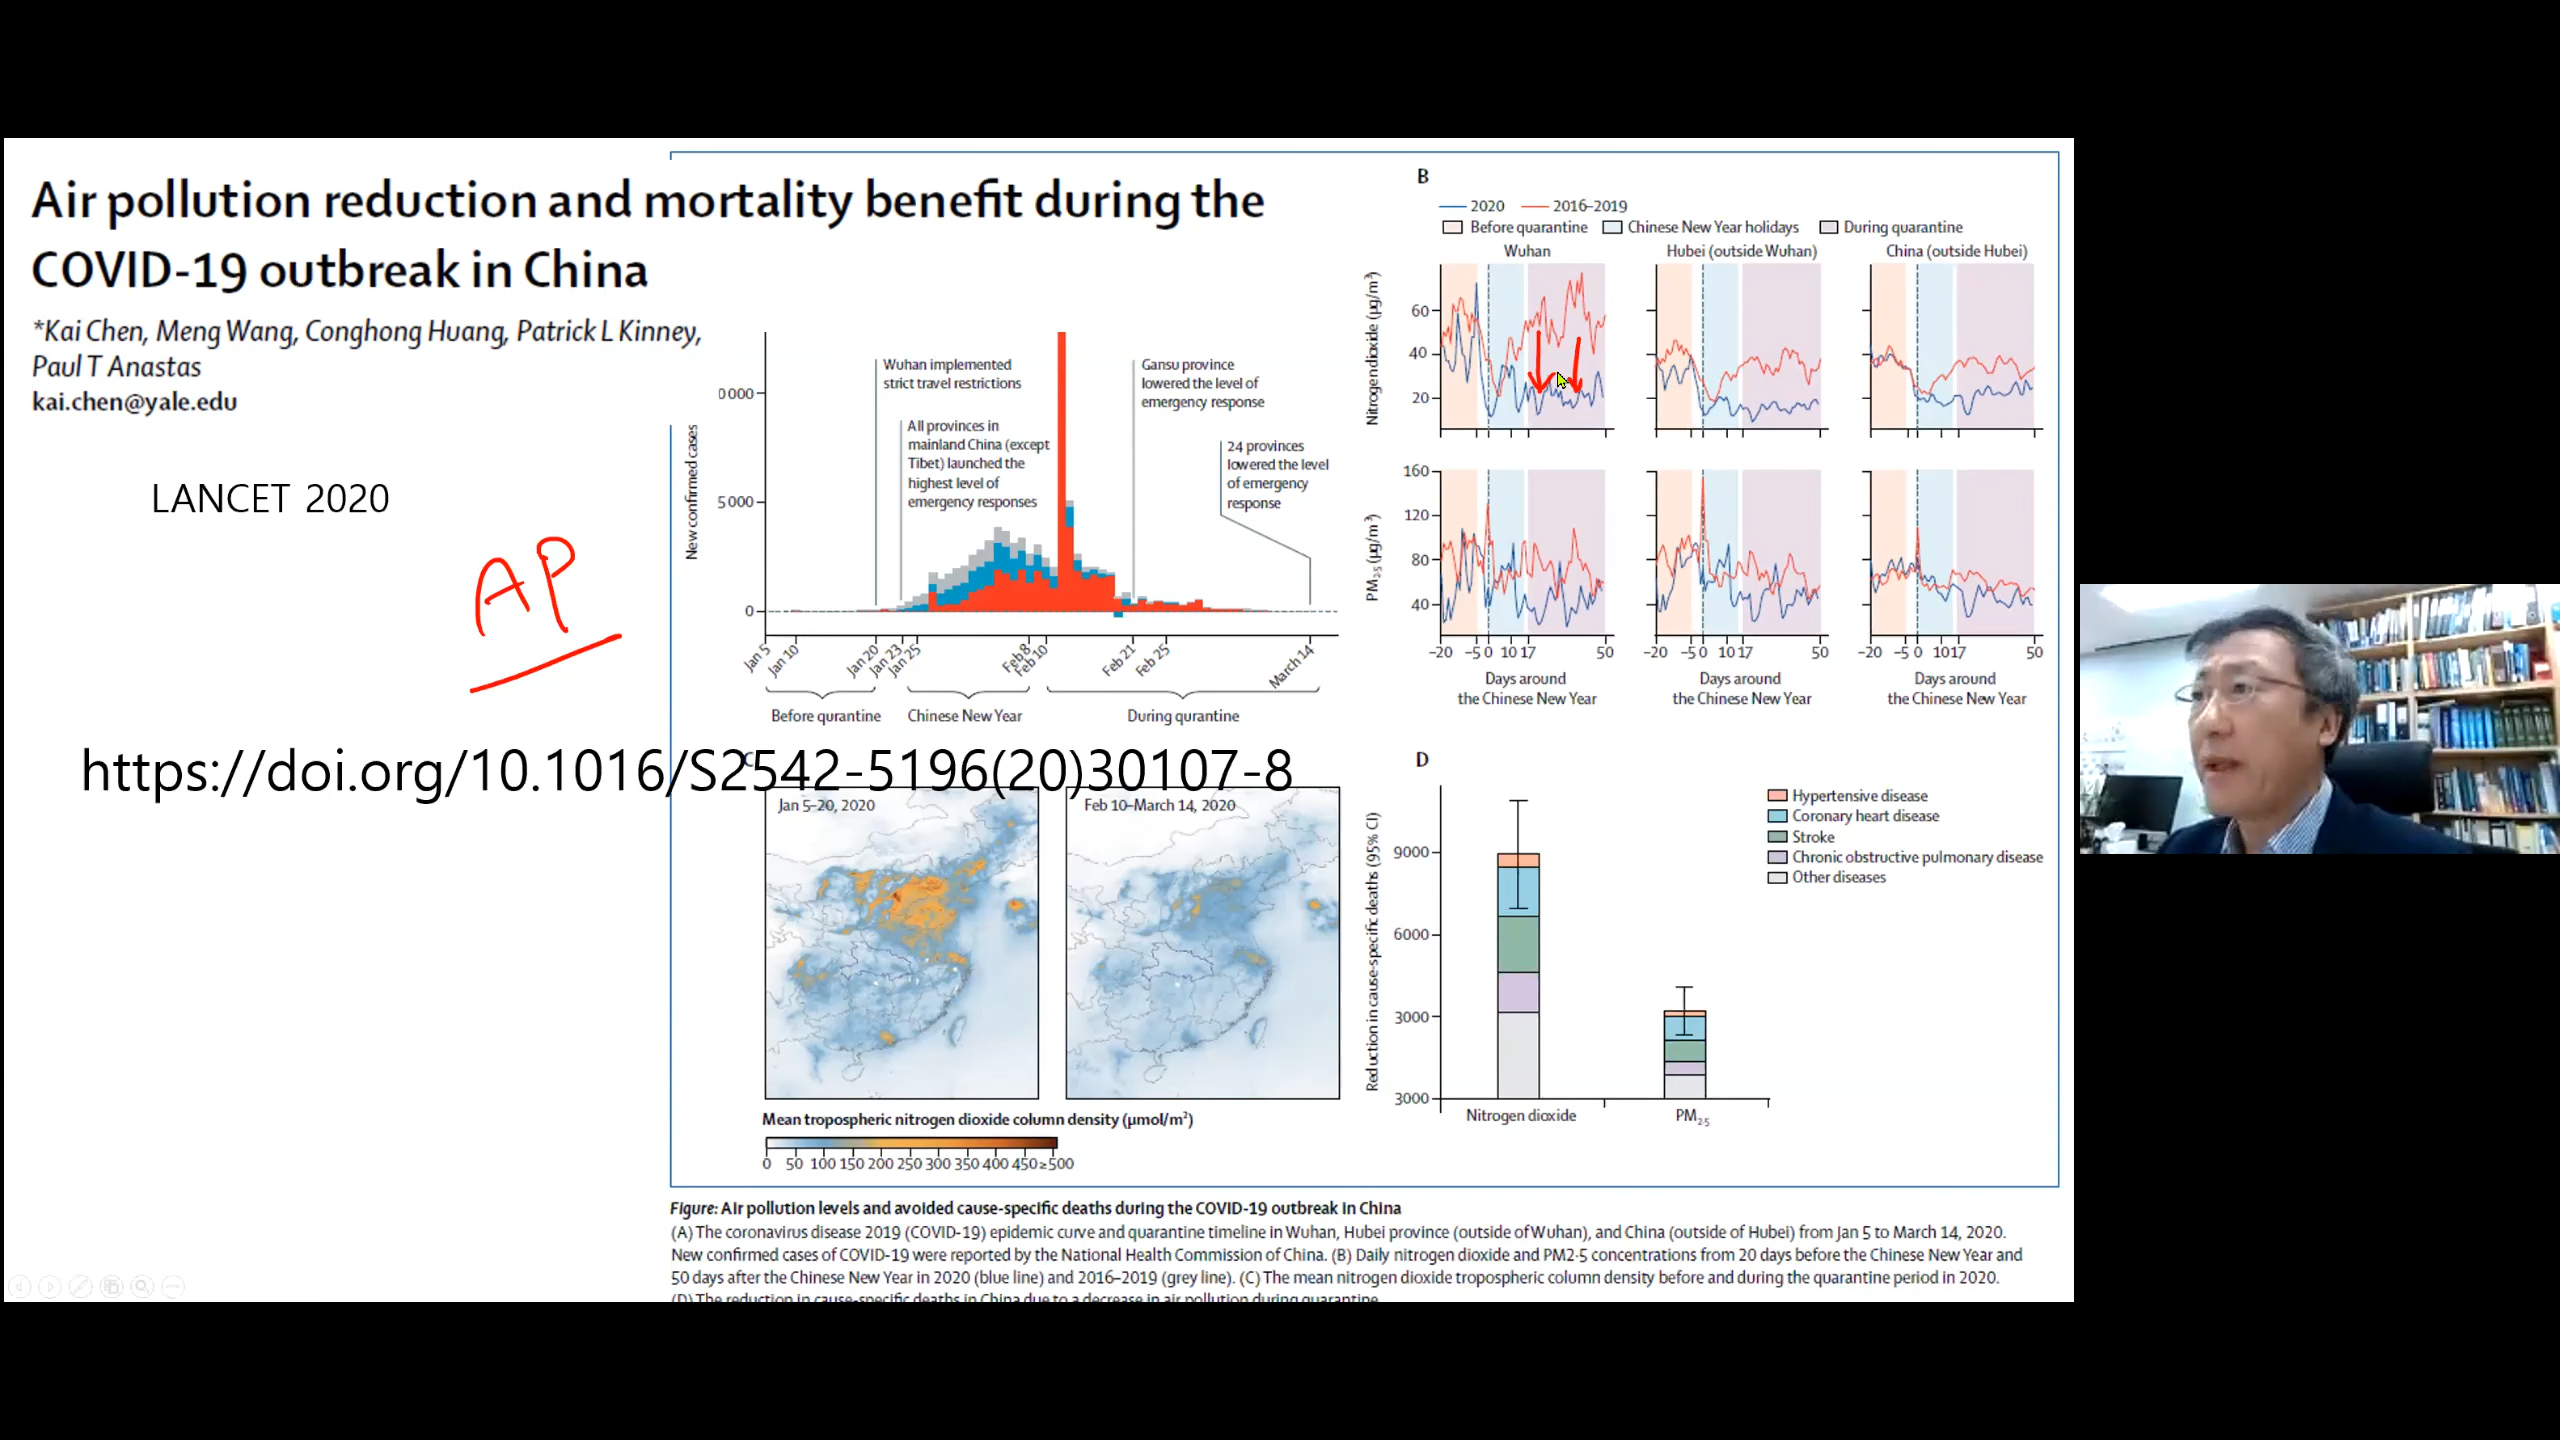 Air pollution reduction and mortality benefit during the
COVID-19 outbreak in China
*Kai Chen, Meng Wang, Conghong Huang, Patrick L Kinney,
Paul T Anastas
kai.chen@yale.edu
LANCET 2020
AP
https://doi.org/10.1016/S2542-5196(20)30107-8
New confirmed cases
0000
5000
0
Wuhan implemented
strict travel restrictions
All provinces in
mainland China (except
Tibet) launched the
highest level of
emergency responses
Gansu province
lowered the level of
emergency response
24 provinces
lowered the level
of emergency
response
Jan 5 Jan 10 Jan 20 Jan 23 Jan 25 Feb 8 Feb 10 Feb 21 Feb 25 March 14
Before qurantine Chinese New Year During qurantine
B
2020 2016–2019
Before quarantine Chinese New Year holidays During quarantine
Wuhan Hubei (outside Wuhan) China (outside Hubei)
Nitrogen dioxide (µg/m³)
60
40
20
PM2·5 (µg/m³)
160
120
80
40
–20 –5 0 10 17 50 –20 –5 0 10 17 50 –20 –5 0 10 17 50
Days around Days around Days around
the Chinese New Year the Chinese New Year the Chinese New Year
C
Jan 5–20, 2020 Feb 10–March 14, 2020
Mean tropospheric nitrogen dioxide column density (µmol/m²)
0 50 100 150 200 250 300 350 400 450 ≥500
D
Reduction in cause-specific deaths (95% CI)
9000
6000
3000
3000
Nitrogen dioxide PM2·5
Hypertensive disease
Coronary heart disease
Stroke
Chronic obstructive pulmonary disease
Other diseases
Figure: Air pollution levels and avoided cause-specific deaths during the COVID-19 outbreak in China
(A) The coronavirus disease 2019 (COVID-19) epidemic curve and quarantine timeline in Wuhan, Hubei province (outside of Wuhan), and China (outside of Hubei) from Jan 5 to March 14, 2020.
New confirmed cases of COVID-19 were reported by the National Health Commission of China. (B) Daily nitrogen dioxide and PM2·5 concentrations from 20 days before the Chinese New Year and
50 days after the Chinese New Year in 2020 (blue line) and 2016–2019 (grey line). (C) The mean nitrogen dioxide tropospheric column density before and during the quarantine period in 2020.
(D) The reduction in cause-specific deaths in China due to a decrease in air pollution during quarantine.